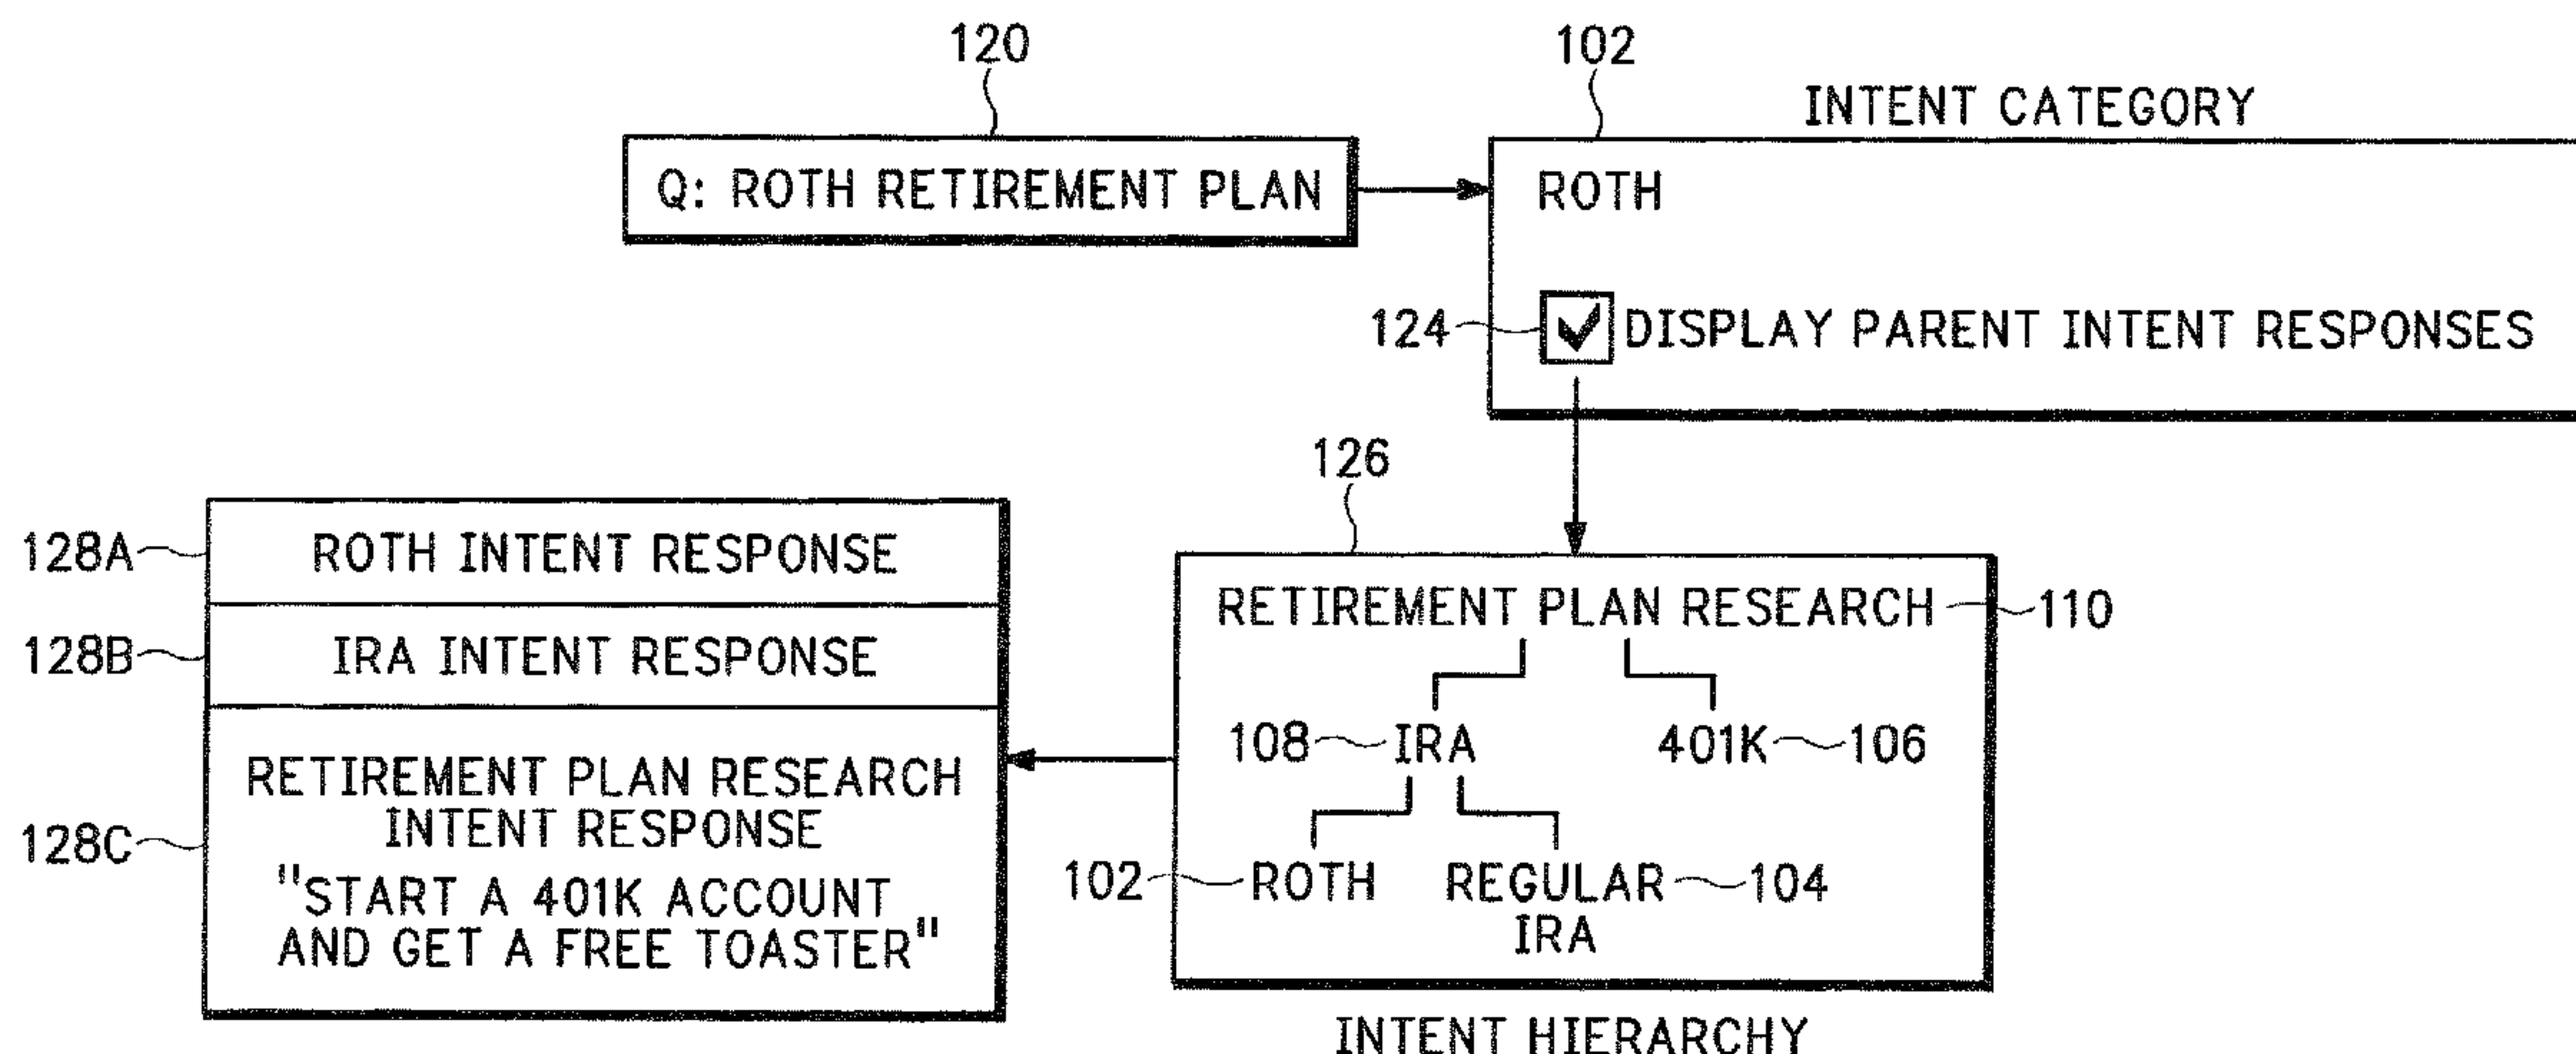 120
102
INTENT CATEGORY
Q: ROTH RETIREMENT PLAN
ROTH
124
DISPLAY PARENT INTENT RESPONSES
126
128A
ROTH INTENT RESPONSE
128B
IRA INTENT RESPONSE
128C
RETIREMENT PLAN RESEARCH
INTENT RESPONSE
"START A 401K ACCOUNT
AND GET A FREE TOASTER"
RETIREMENT PLAN RESEARCH
110
108
IRA
401K
106
102
ROTH
REGULAR
IRA
104
INTENT HIERARCHY